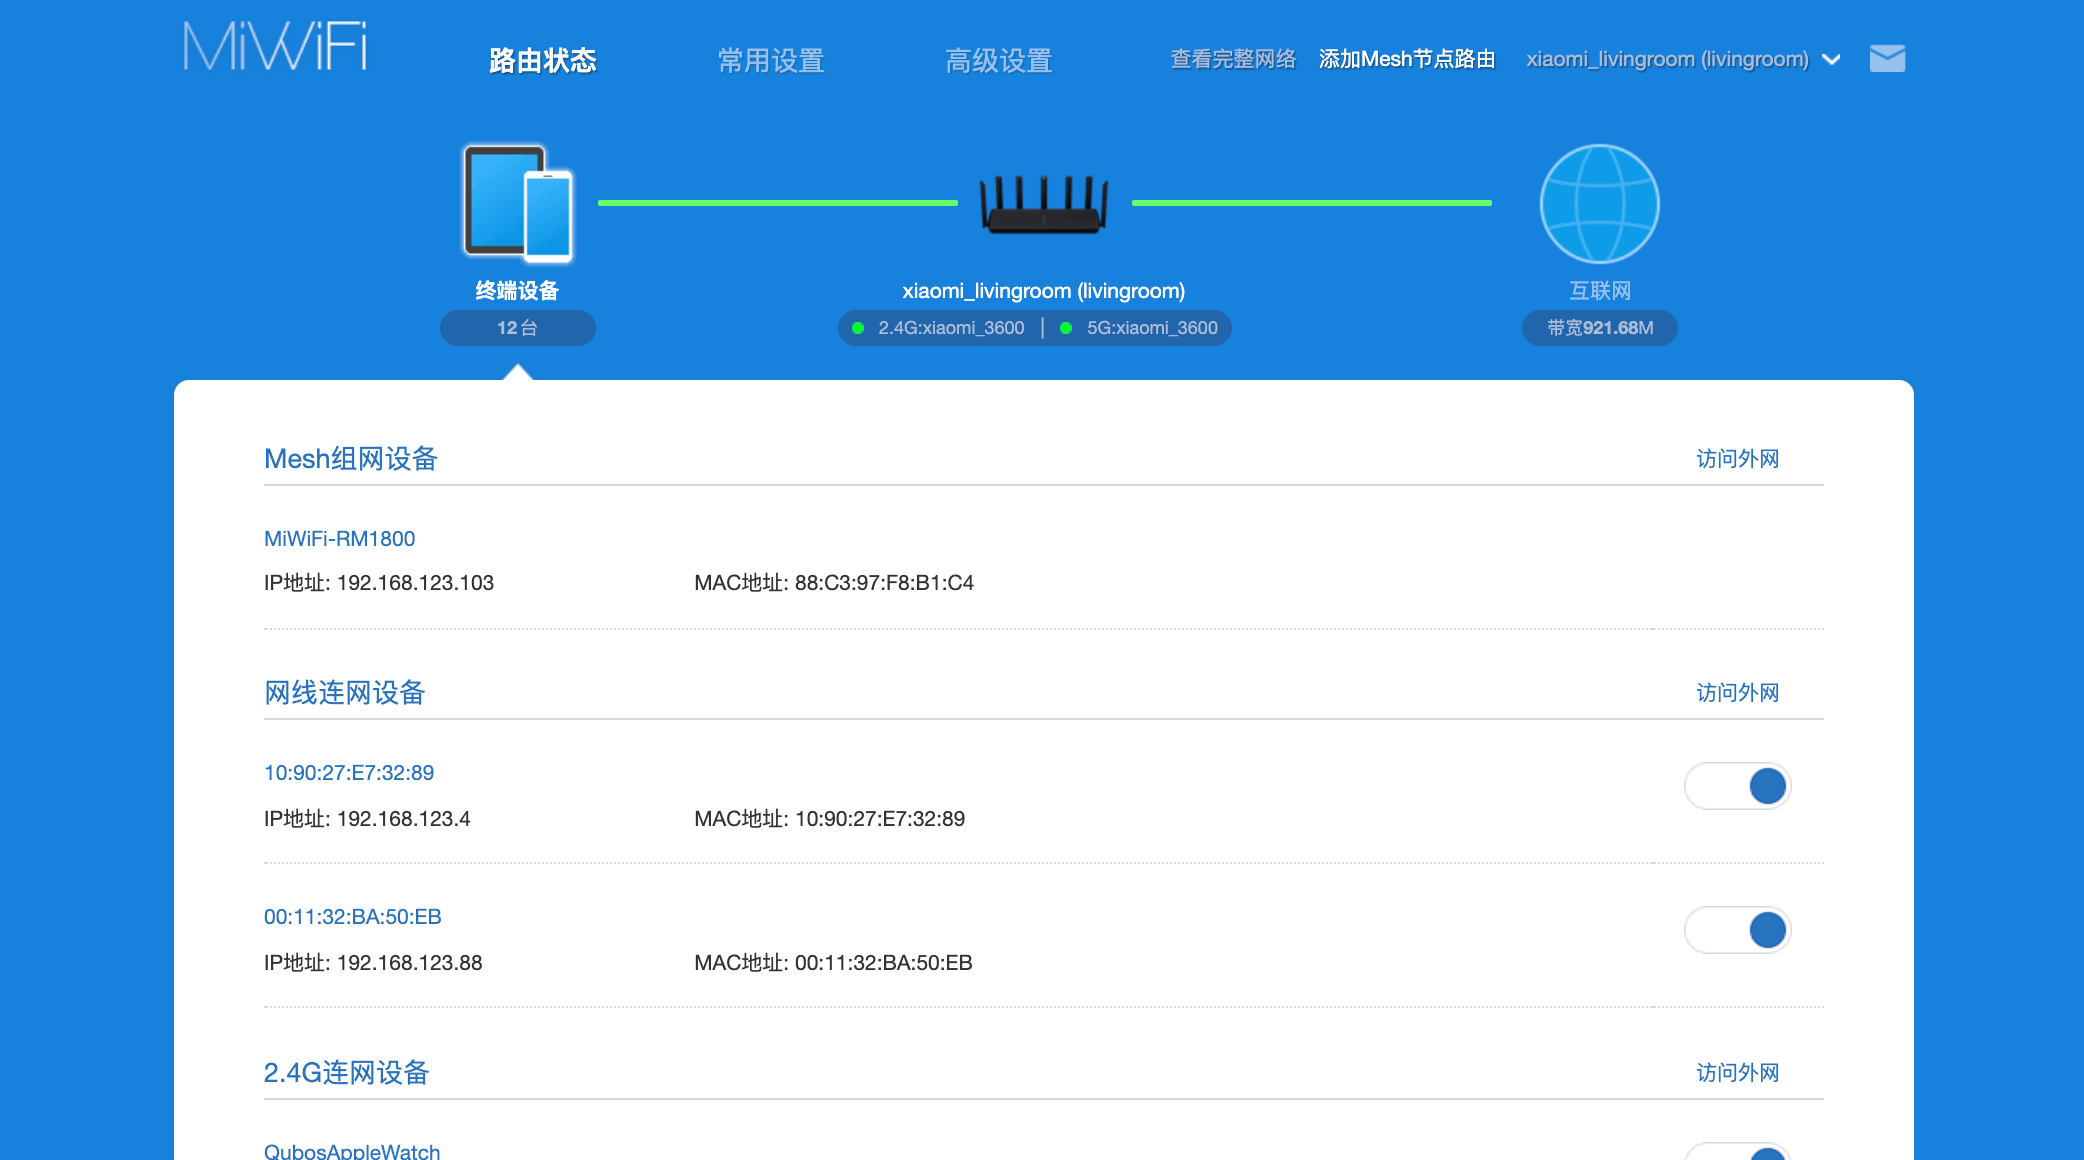 MiWiFi
路由状态
常用设置
高级设置
查看完整网络
添加Mesh节点路由
xiaomi_livingroom (livingroom)
终端设备
12台
xiaomi_livingroom (livingroom)
2.4G:xiaomi_3600 | 5G:xiaomi_3600
互联网
带宽921.68M
Mesh组网设备
访问外网
MiWiFi-RM1800
IP地址: 192.168.123.103
MAC地址: 88:C3:97:F8:B1:C4
网线连网设备
访问外网
10:90:27:E7:32:89
IP地址: 192.168.123.4
MAC地址: 10:90:27:E7:32:89
00:11:32:BA:50:EB
IP地址: 192.168.123.88
MAC地址: 00:11:32:BA:50:EB
2.4G连网设备
访问外网
QubosAppleWatch